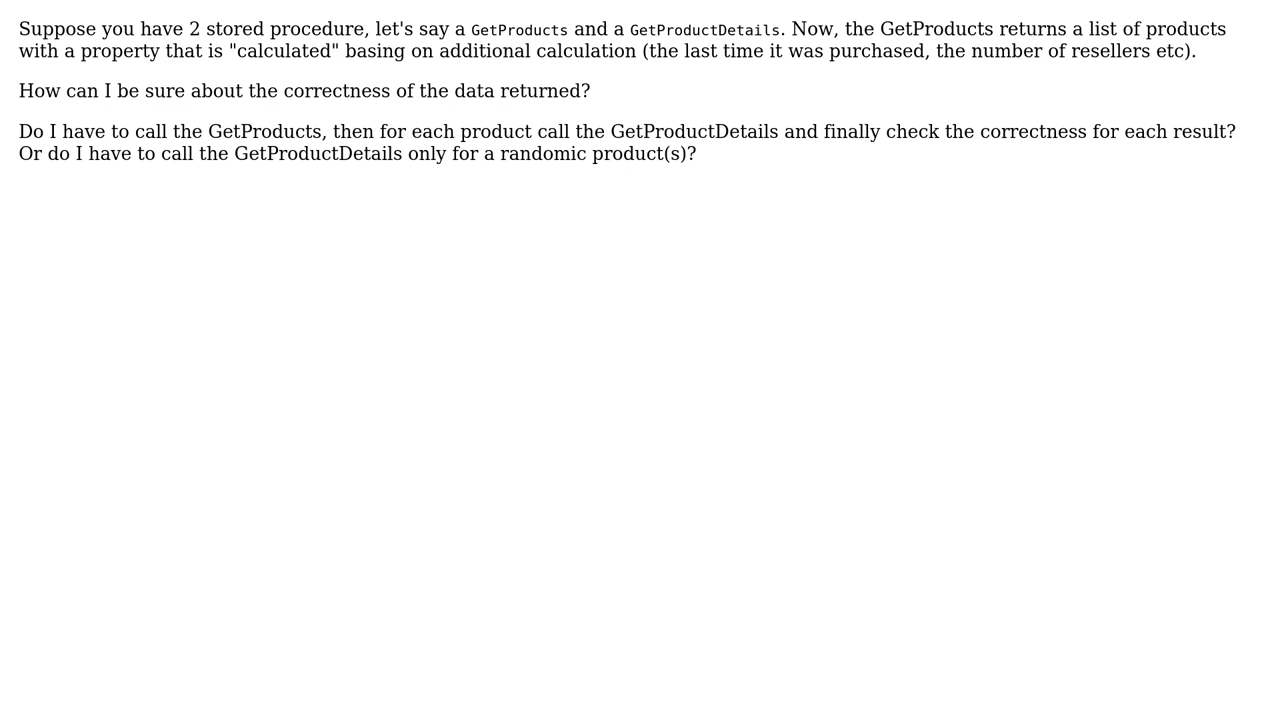 Suppose you have 2 stored procedure, let's say a GetProducts and a GetProductDetails. Now, the GetProducts returns a list of products
with a property that is "calculated" basing on additional calculation (the last time it was purchased, the number of resellers etc).
How can I be sure about the correctness of the data returned?
Do I have to call the GetProducts, then for each product call the GetProductDetails and finally check the correctness for each result?
Or do I have to call the GetProductDetails only for a randomic product(s)?